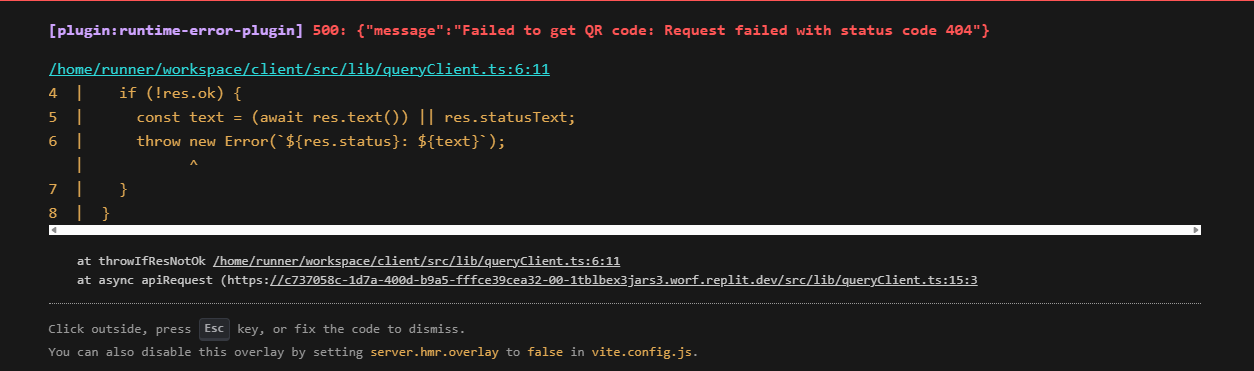 [plugin:runtime-error-plugin] 500: {"message":"Failed to get QR code: Request failed with status code 404"}
/home/runner/workspace/client/src/lib/queryClient.ts:6:11
4  |    if (!res.ok) {
5  |      const text = (await res.text()) || res.statusText;
6  |      throw new Error(`${res.status}: ${text}`);
   |            ^
7  |    }
8  |  }
at throwIfResNotOk /home/runner/workspace/client/src/lib/queryClient.ts:6:11
at async apiRequest (https://c737058c-1d7a-400d-b9a5-fffce39cea32-00-1tblbex3jars3.worf.replit.dev/src/lib/queryClient.ts:15:3
Click outside, press Esc key, or fix the code to dismiss.
You can also disable this overlay by setting server.hmr.overlay to false in vite.config.js.